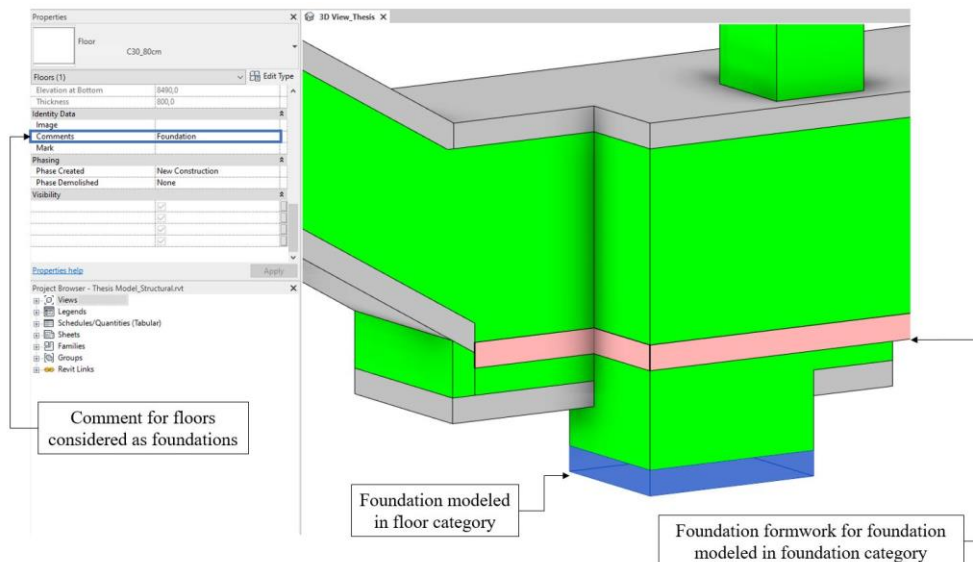 Properties X
Floor
C30_80cm
Floors (1) Edit Type
Elevation at Bottom 8490,0
Thickness 800,0
Identity Data
Image
Comments Foundation
Mark
Phasing
Phase Created New Construction
Phase Demolished None
Visibility
Properties help Apply
Project Browser - Thesis Model_Structural.rvt X
Views
Legends
Schedules/Quantities (Tabular)
Sheets
Families
Groups
Revit Links
3D View_Thesis X
Comment for floors
considered as foundations
Foundation modeled
in floor category
Foundation formwork for foundation
modeled in foundation category